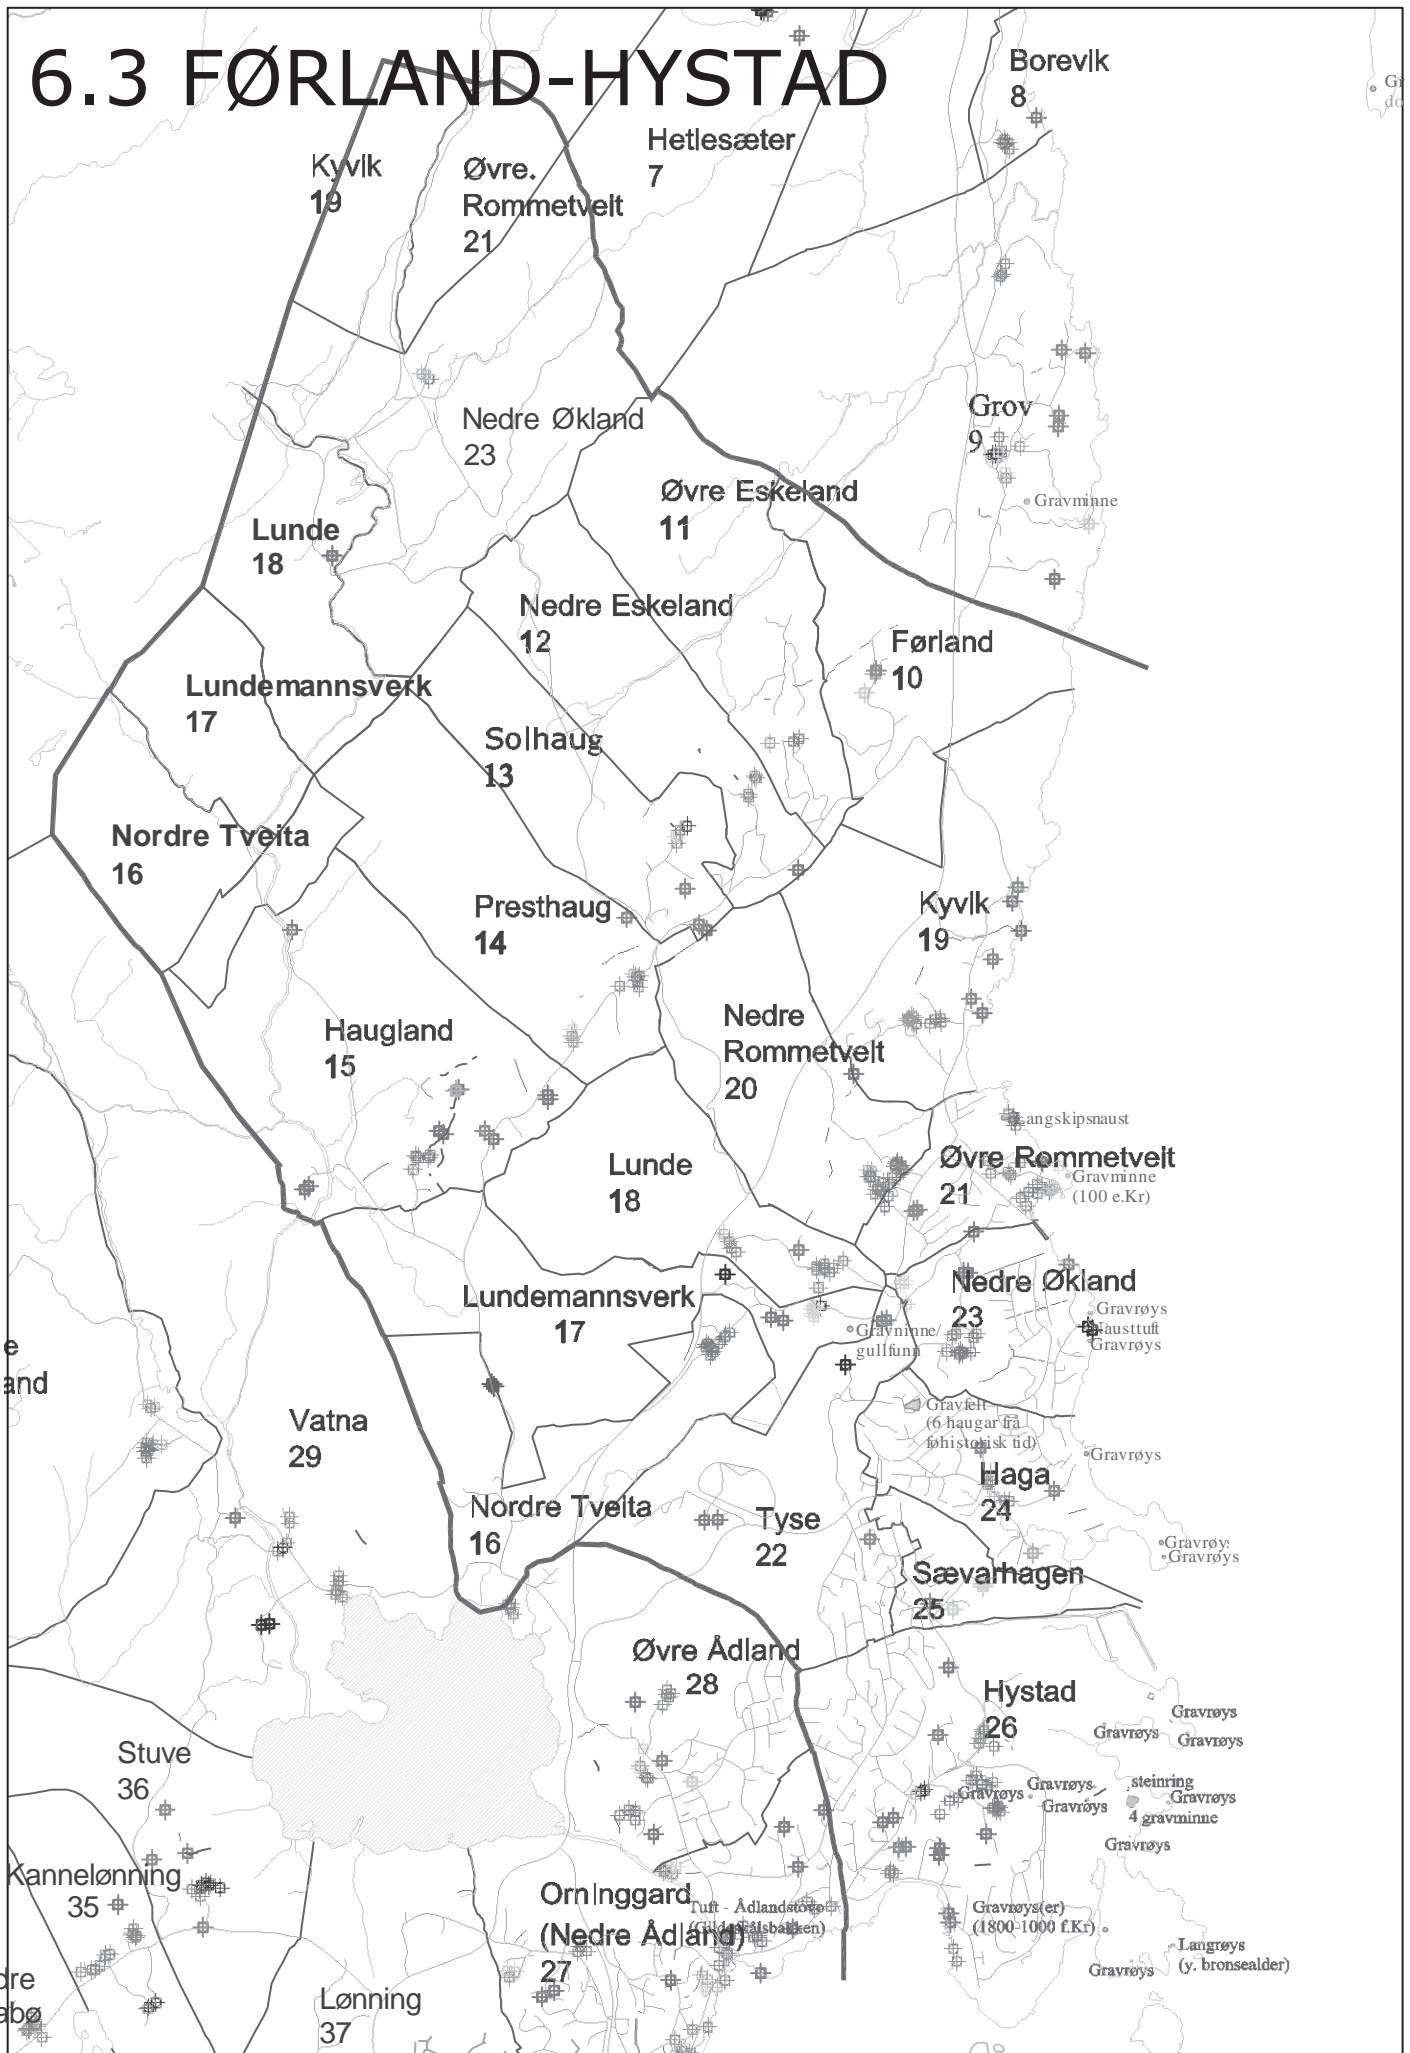 6.3 FØRLAND-HYSTAD
Borevik
8
Hetlesæter
7
Kyvik
19
Øvre.
Rommetveit
21
Nedre Økland
23
Grov
9
Gravminne
Øvre Eskeland
11
Lunde
18
Nedre Eskeland
12
Førland
10
Lundemannsverk
17
Solhaug
13
Nordre Tveita
16
Presthaug
14
Kyvik
19
Haugland
15
Nedre
Rommetveit
20
Langskipsnaust
Øvre Rommetveit
21
Gravminne
(100 e.Kr)
Lunde
18
Nedre Økland
23
Gravrøys
Nausttuft
Gravrøys
Lundemannsverk
17
Gravninne/
gullfunn
Gravfelt
(6 haugar frå
føhistorisk tid)
Gravrøys
Vatna
29
Haga
24
Nordre Tveita
16
Tyse
22
Gravrøys
Gravrøys
Sævarhagen
25
Øvre Ådland
28
Hystad
26
Gravrøys
Gravrøys
Gravrøys
Stuve
36
Gravrøys
Gravrøys
Gravrøys
steinring
Gravrøys
4 gravminne
Gravrøys
Kannelønning
35
Orninggard
(Nedre Ådland)
27
Tuft - Ådlandstovo
Gravrøys(er)
(1800-1000 f.Kr)
Langrøys
(y. bronsealder)
Gravrøys
Lønning
37